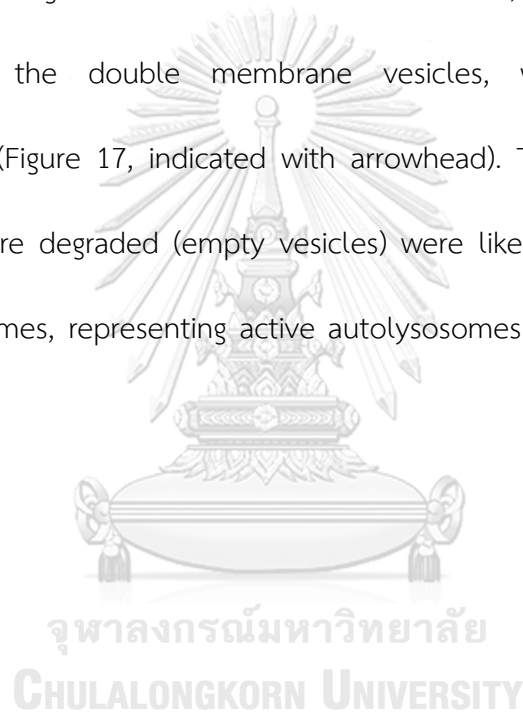 the double membrane vesicles,
(Figure 17, indicated with arrowhead).
re degraded (empty vesicles) were like
mes, representing active autolysosomes
จุฬาลงกรณ์มหาวิทยาลัย
CHULALONGKORN UNIVERSITY